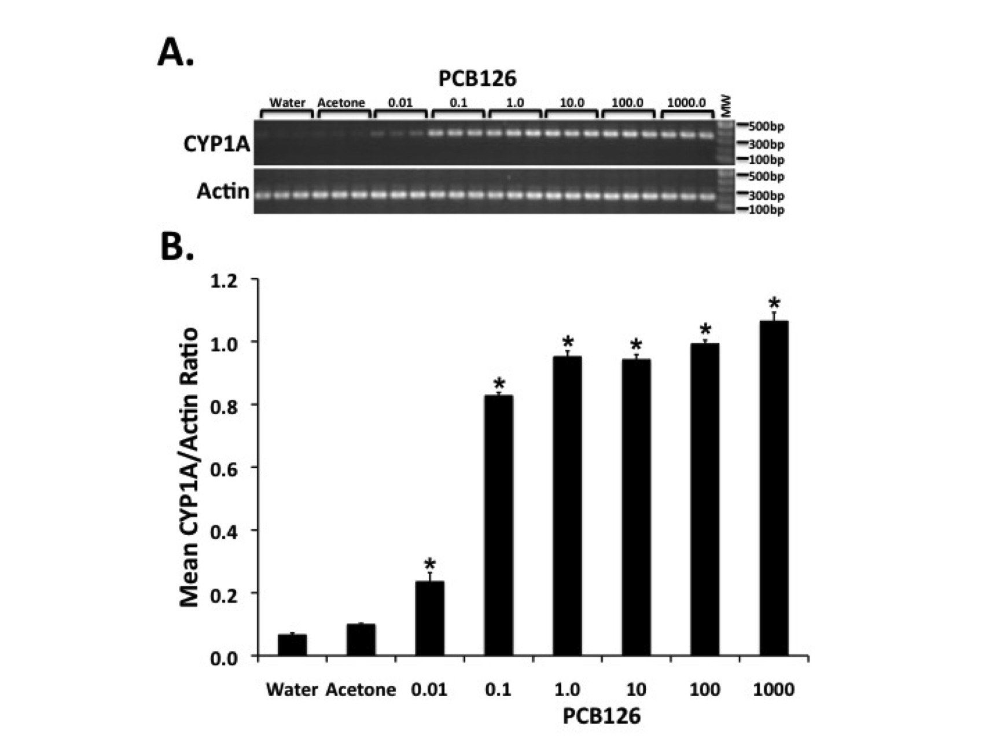 A.
PCB126
Water Acetone 0.01 0.1 1.0 10.0 100.0 1000.0 MW
CYP1A
500bp
300bp
100bp
Actin
500bp
300bp
100bp
B.
Mean CYP1A/Actin Ratio
1.2
1.0
0.8
0.6
0.4
0.2
0.0
*
*
*
*
*
*
Water Acetone 0.01 0.1 1.0 10 100 1000
PCB126